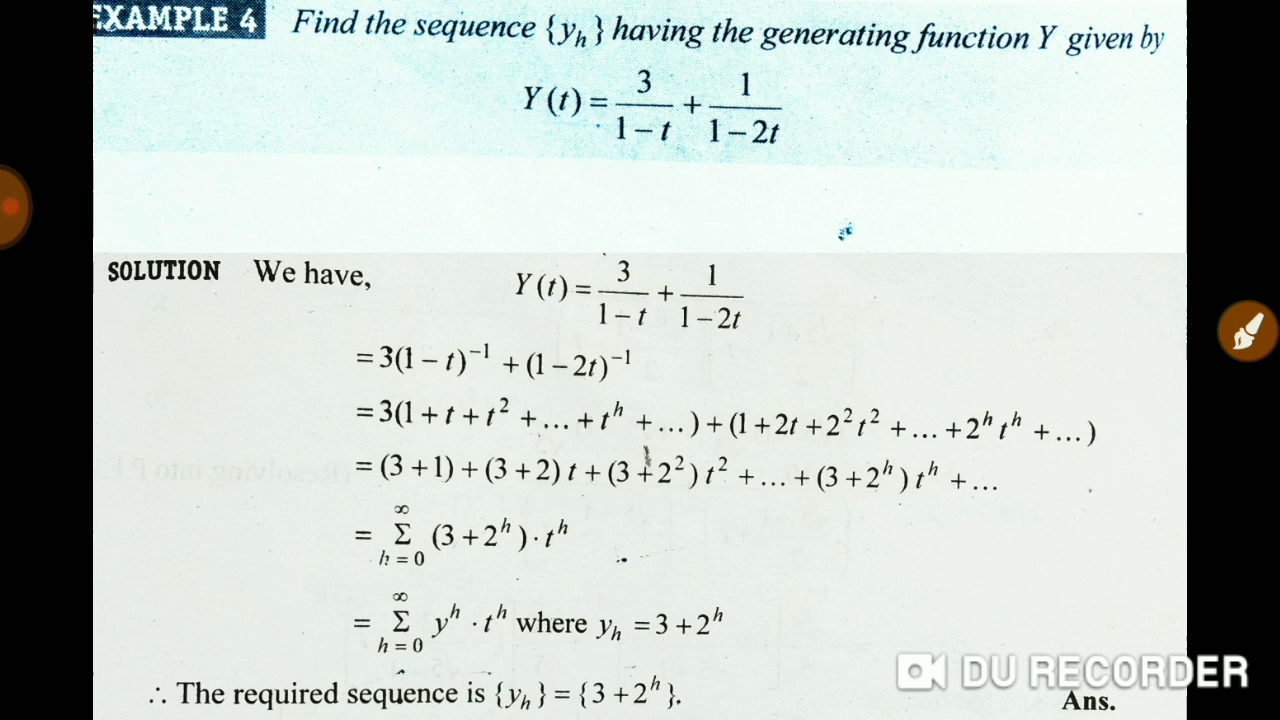 EXAMPLE 4 Find the sequence {y_h} having the generating function Y given by
Y(t) = 3/(1 – t) + 1/(1 – 2t)
SOLUTION We have, Y(t) = 3/(1 – t) + 1/(1 – 2t)
= 3(1 – t)^–1 + (1 – 2t)^–1
= 3(1 + t + t^2 + ... + t^h + ...) + (1 + 2t + 2^2 t^2 + ... + 2^h t^h + ...)
= (3 + 1) + (3 + 2) t + (3 + 2^2) t^2 + ... + (3 + 2^h) t^h + ...
= ∞ Σ h = 0 (3 + 2^h) · t^h
= ∞ Σ h = 0 y^h · t^h where y_h = 3 + 2^h
∴ The required sequence is {y_h} = {3 + 2^h}. Ans.
DU RECORDER